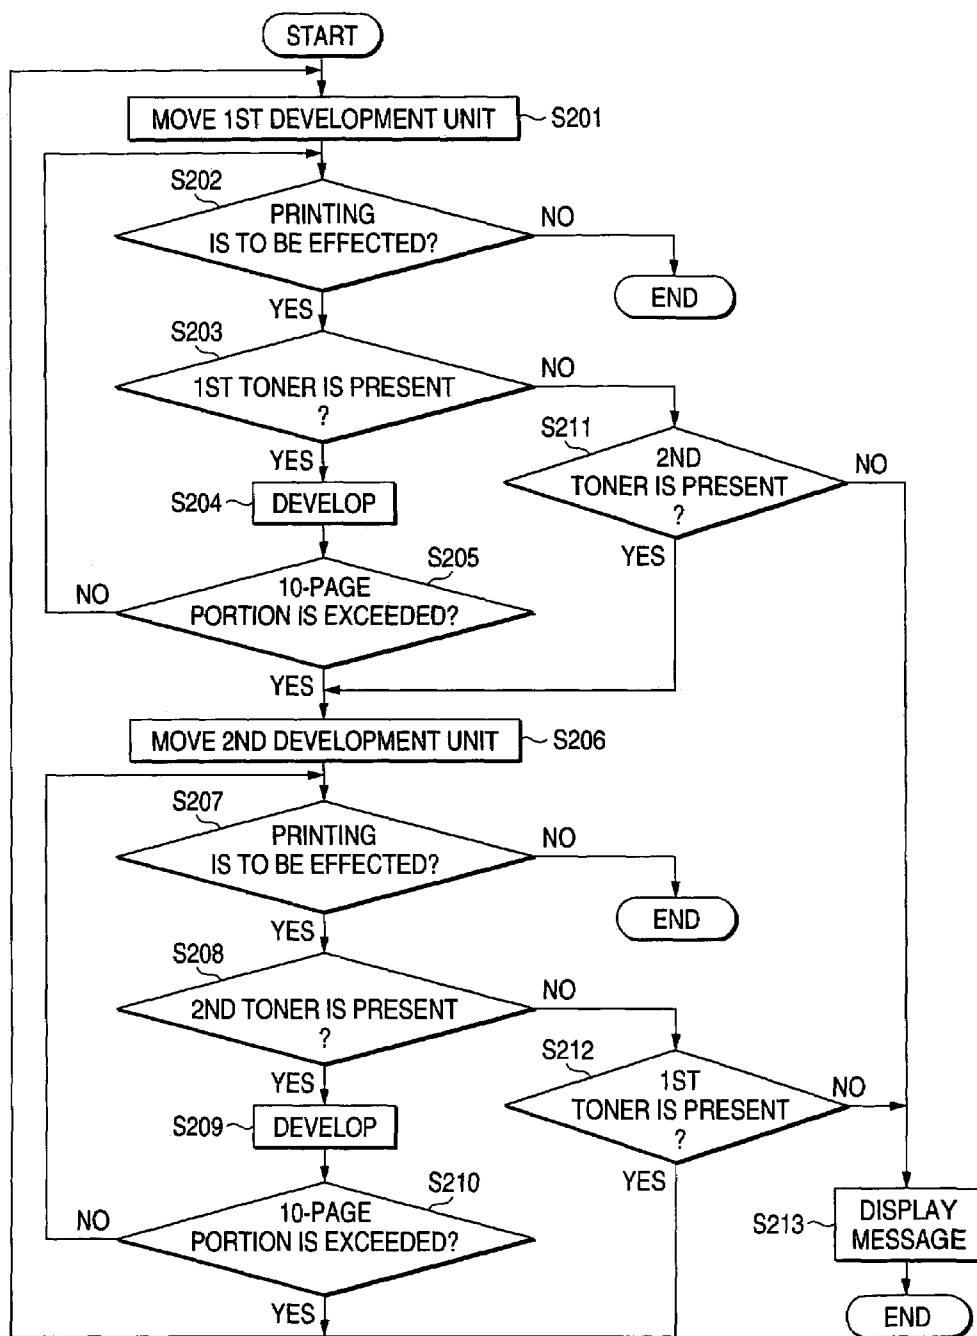 START
MOVE 1ST DEVELOPMENT UNIT
S201
S202
PRINTING
IS TO BE EFFECTED?
NO
END
YES
S203
1ST TONER IS PRESENT
?
NO
YES
S211
2ND
TONER IS PRESENT
?
NO
YES
S204
DEVELOP
S205
10-PAGE
PORTION IS EXCEEDED?
NO
YES
MOVE 2ND DEVELOPMENT UNIT
S206
S207
PRINTING
IS TO BE EFFECTED?
NO
END
YES
S208
2ND TONER IS PRESENT
?
NO
YES
S212
1ST
TONER IS PRESENT
?
NO
YES
S209
DEVELOP
S210
10-PAGE
PORTION IS EXCEEDED?
NO
YES
S213
DISPLAY
MESSAGE
END